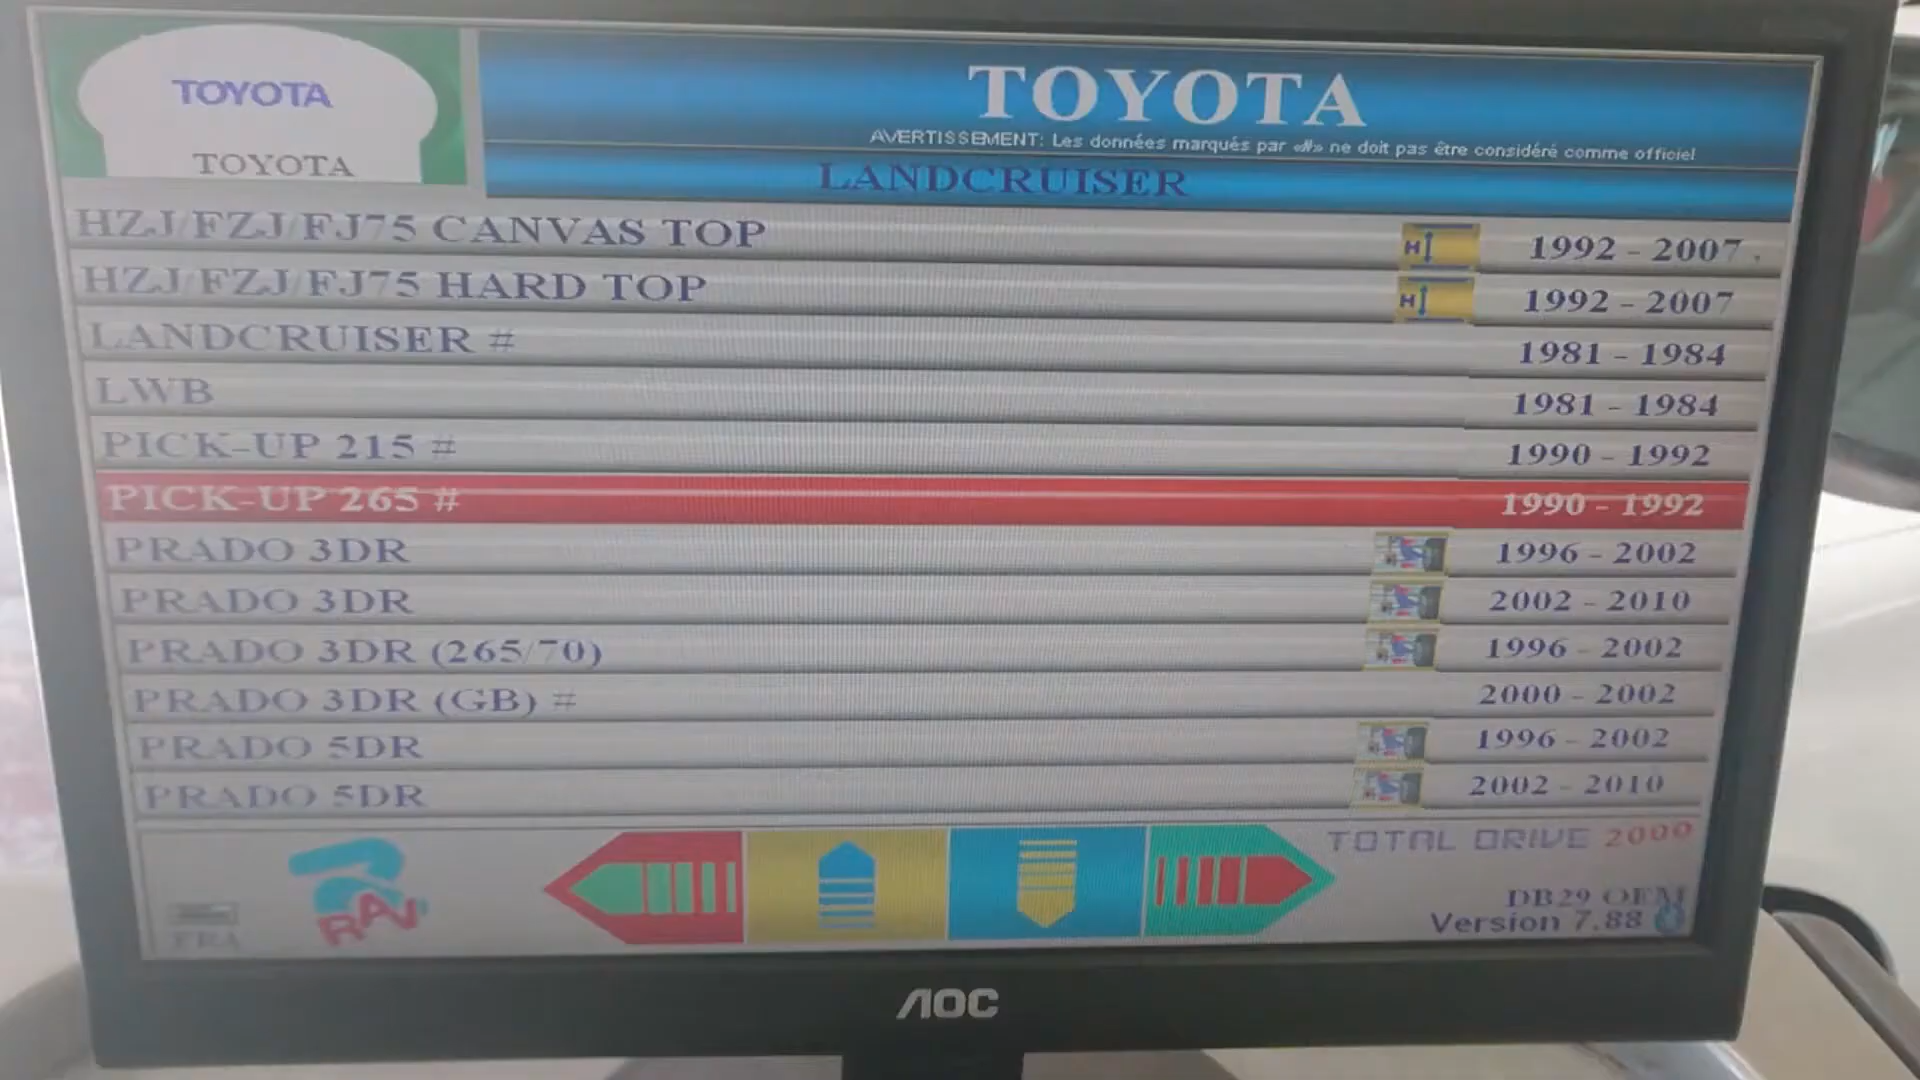 TOYOTA
TOYOTA
TOYOTA
AVERTISSEMENT: Les données marqués par «#» ne doit pas être considéré comme officiel
LANDCRUISER
HZJ/FZJ/FJ75 CANVAS TOP H 1992 - 2007
HZJ/FZJ/FJ75 HARD TOP H 1992 - 2007
LANDCRUISER # 1981 - 1984
LWB 1981 - 1984
PICK-UP 215 # 1990 - 1992
PICK-UP 265 # 1990 - 1992
PRADO 3DR 1996 - 2002
PRADO 3DR 2002 - 2010
PRADO 3DR (265/70) 1996 - 2002
PRADO 3DR (GB) # 2000 - 2002
PRADO 5DR 1996 - 2002
PRADO 5DR 2002 - 2010
TOTAL DRIVE 2000
RAV
FRA
DB29 OEM
Version 7.88
AOC